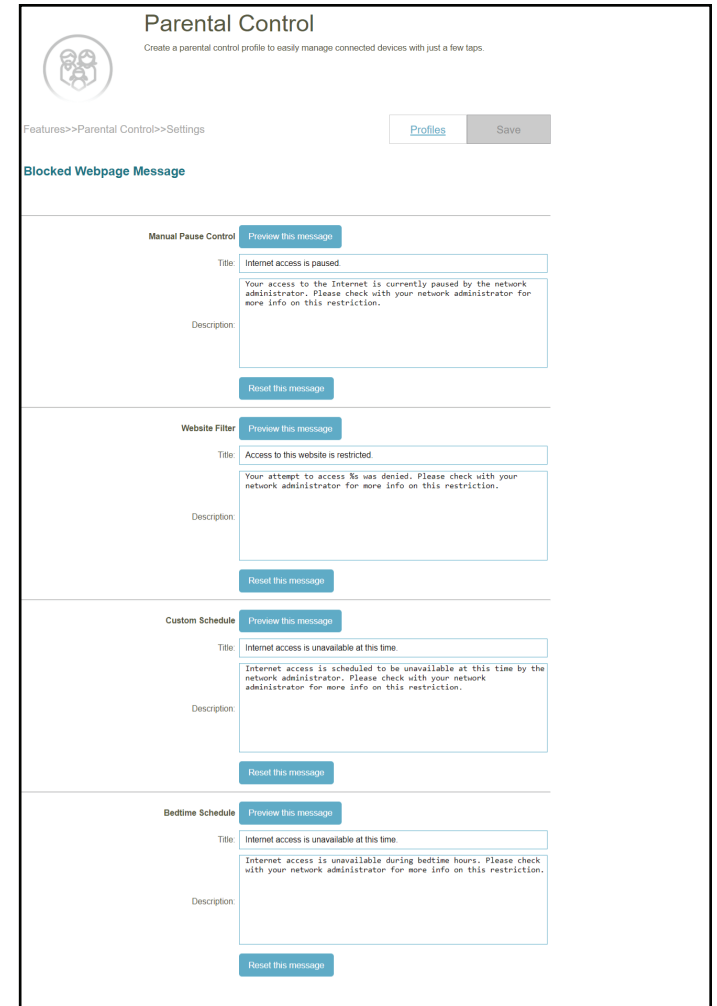 Parental Control
Create a parental control profile to easily manage connected devices with just a few taps.
Features>>Parental Control>>Settings
Profiles
Save
Blocked Webpage Message
Manual Pause Control
Preview this message
Title:
Internet access is paused.
Description:
Your access to the Internet is currently paused by the network
administrator. Please check with your network administrator for
more info on this restriction.
Reset this message
Website Filter
Preview this message
Title:
Access to this website is restricted.
Description:
Your attempt to access %s was denied. Please check with your
network administrator for more info on this restriction.
Reset this message
Custom Schedule
Preview this message
Title:
Internet access is unavailable at this time.
Description:
Internet access is scheduled to be unavailable at this time by the
network administrator. Please check with your network
administrator for more info on this restriction.
Reset this message
Bedtime Schedule
Preview this message
Title:
Internet access is unavailable at this time.
Description:
Internet access is unavailable during bedtime hours. Please check
with your network administrator for more info on this restriction.
Reset this message